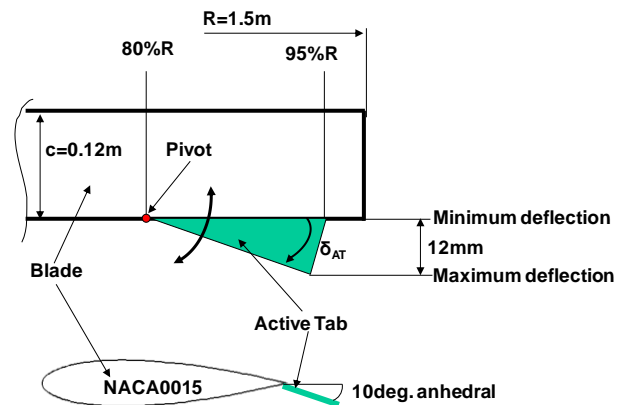 R=1.5m
80%R
95%R
c=0.12m
Pivot
Minimum deflection
δAT
12mm
Blade
Maximum deflection
Active Tab
NACA0015
10deg. anhedral